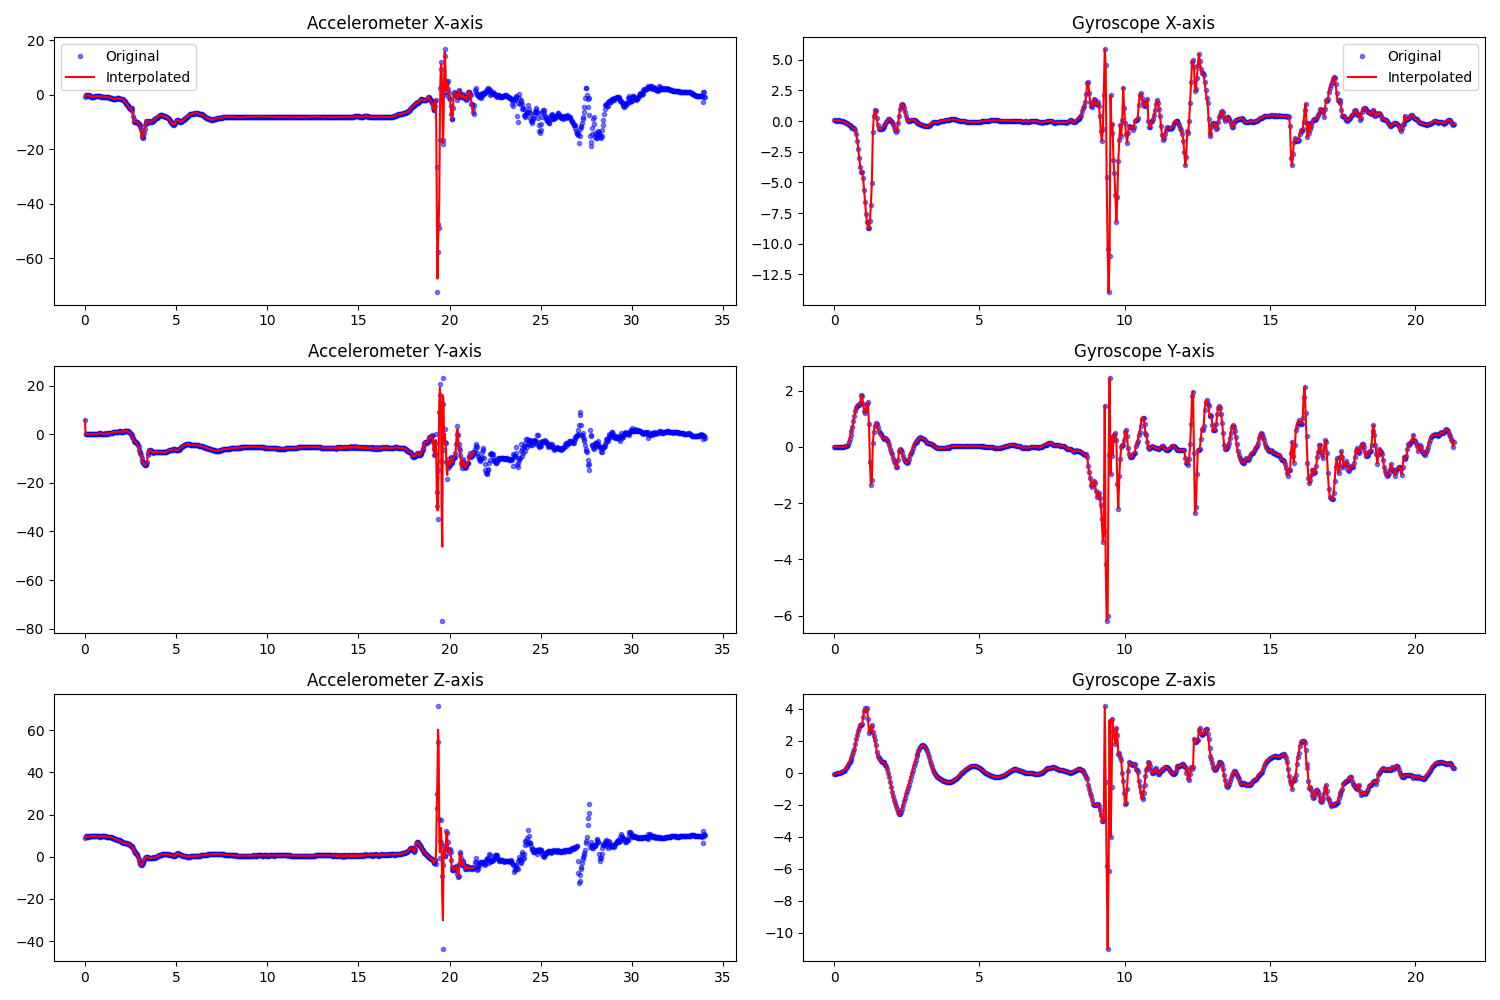 Accelerometer X-axis
20
0
−20
−40
−60
Original
Interpolated
0 5 10 15 20 25 30 35
Gyroscope X-axis
5.0
2.5
0.0
−2.5
−5.0
−7.5
−10.0
−12.5
Original
Interpolated
0 5 10 15 20
Accelerometer Y-axis
20
0
−20
−40
−60
−80
0 5 10 15 20 25 30 35
Gyroscope Y-axis
2
0
−2
−4
−6
0 5 10 15 20
Accelerometer Z-axis
60
40
20
0
−20
−40
0 5 10 15 20 25 30 35
Gyroscope Z-axis
4
2
0
−2
−4
−6
−8
−10
0 5 10 15 20